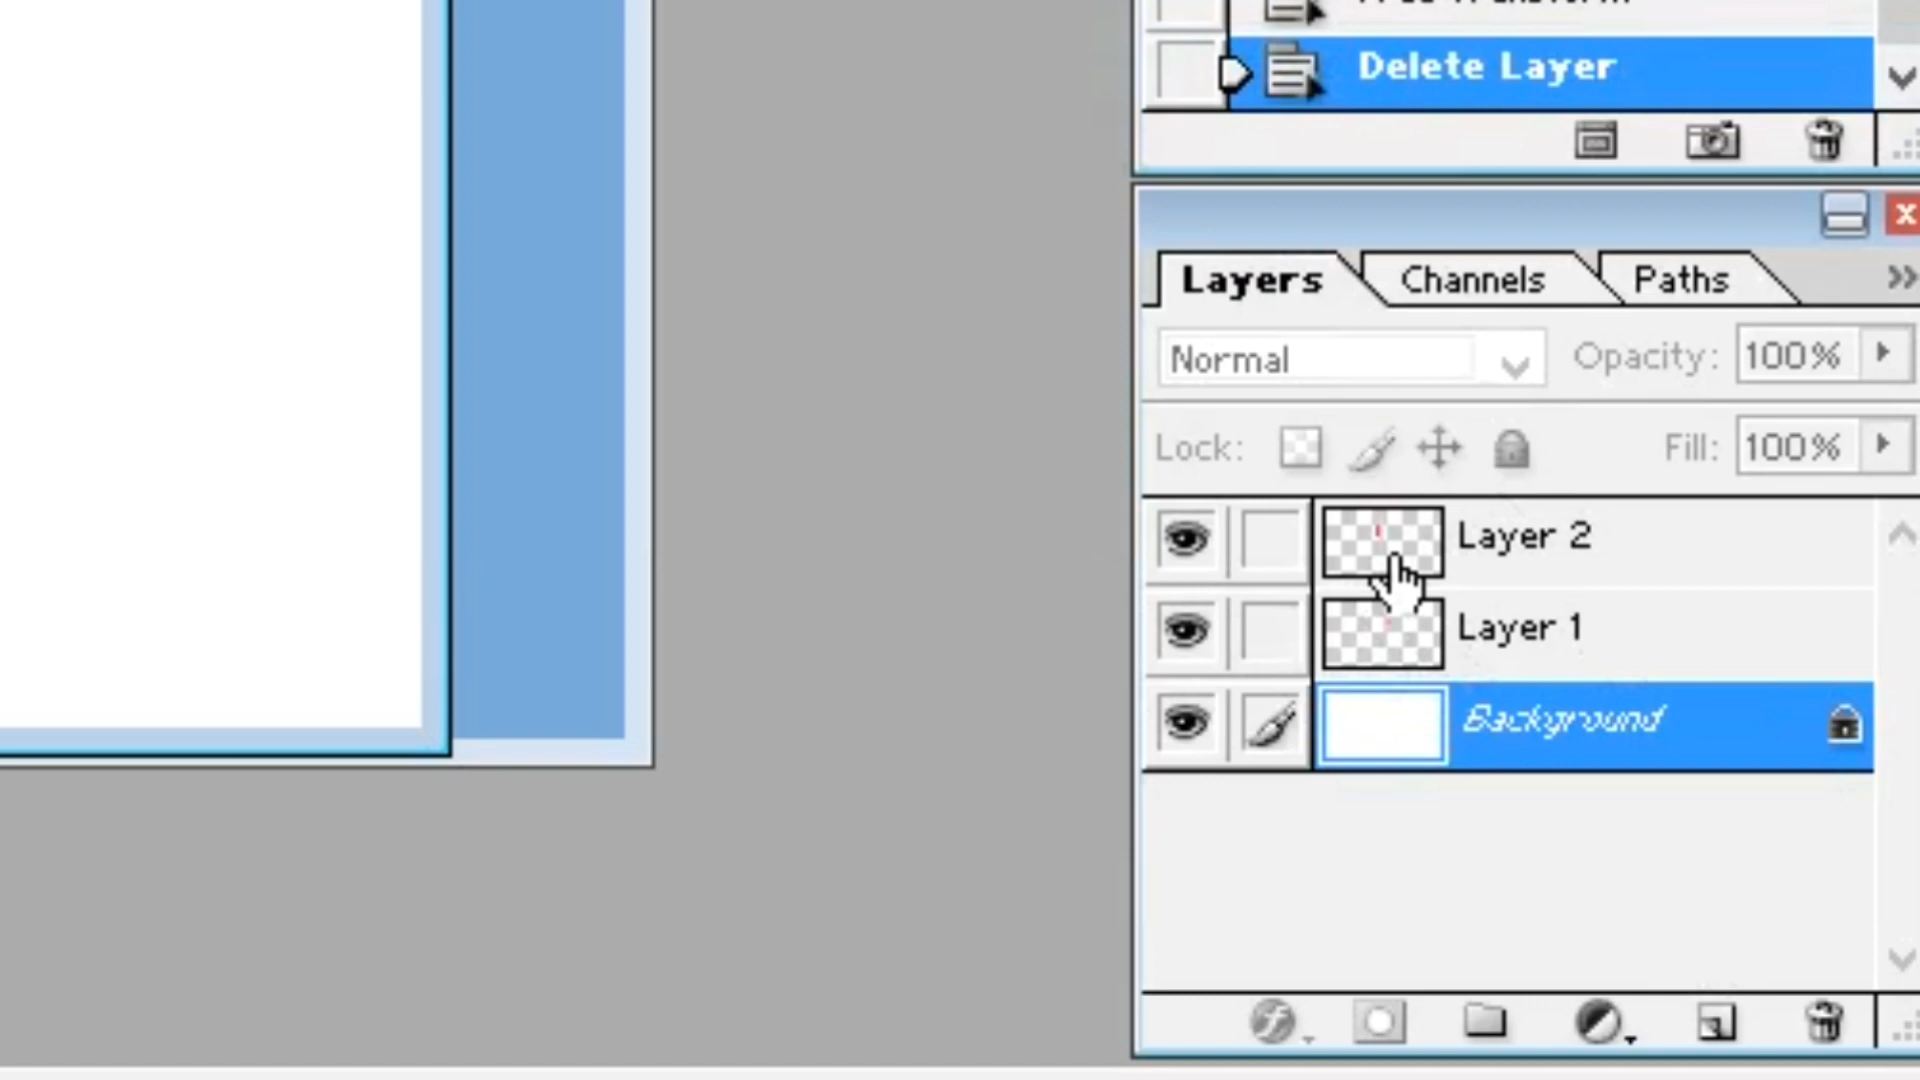 Delete Layer
Layers Channels Paths
Normal Opacity: 100%
Lock: Fill: 100%
Layer 2
Layer 1
Background